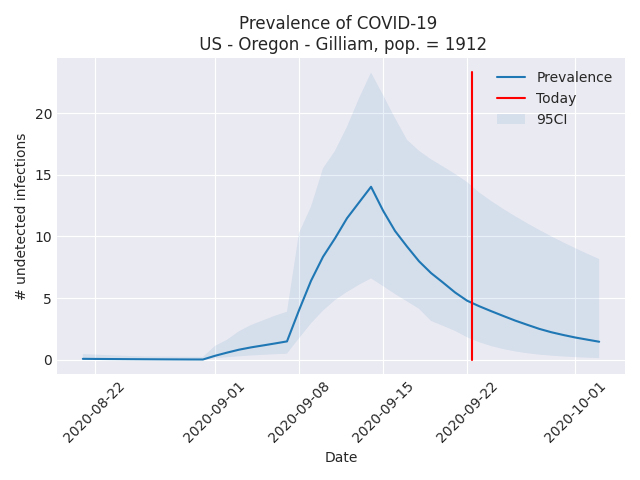 Prevalence of COVID-19
US - Oregon - Gilliam, pop. = 1912
Prevalence
Today
95CI
# undetected infections
20
15
10
5
0
2020-08-22
2020-09-01
2020-09-08
2020-09-15
2020-09-22
2020-10-01
Date